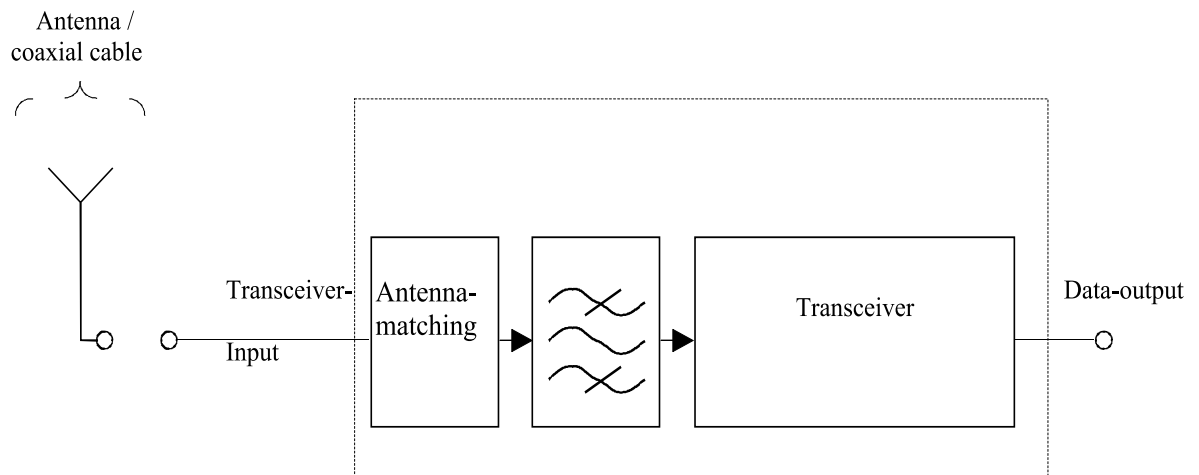 Antenna /
coaxial cable
Transceiver-
Input
Antenna-
matching
Transceiver
Data-output